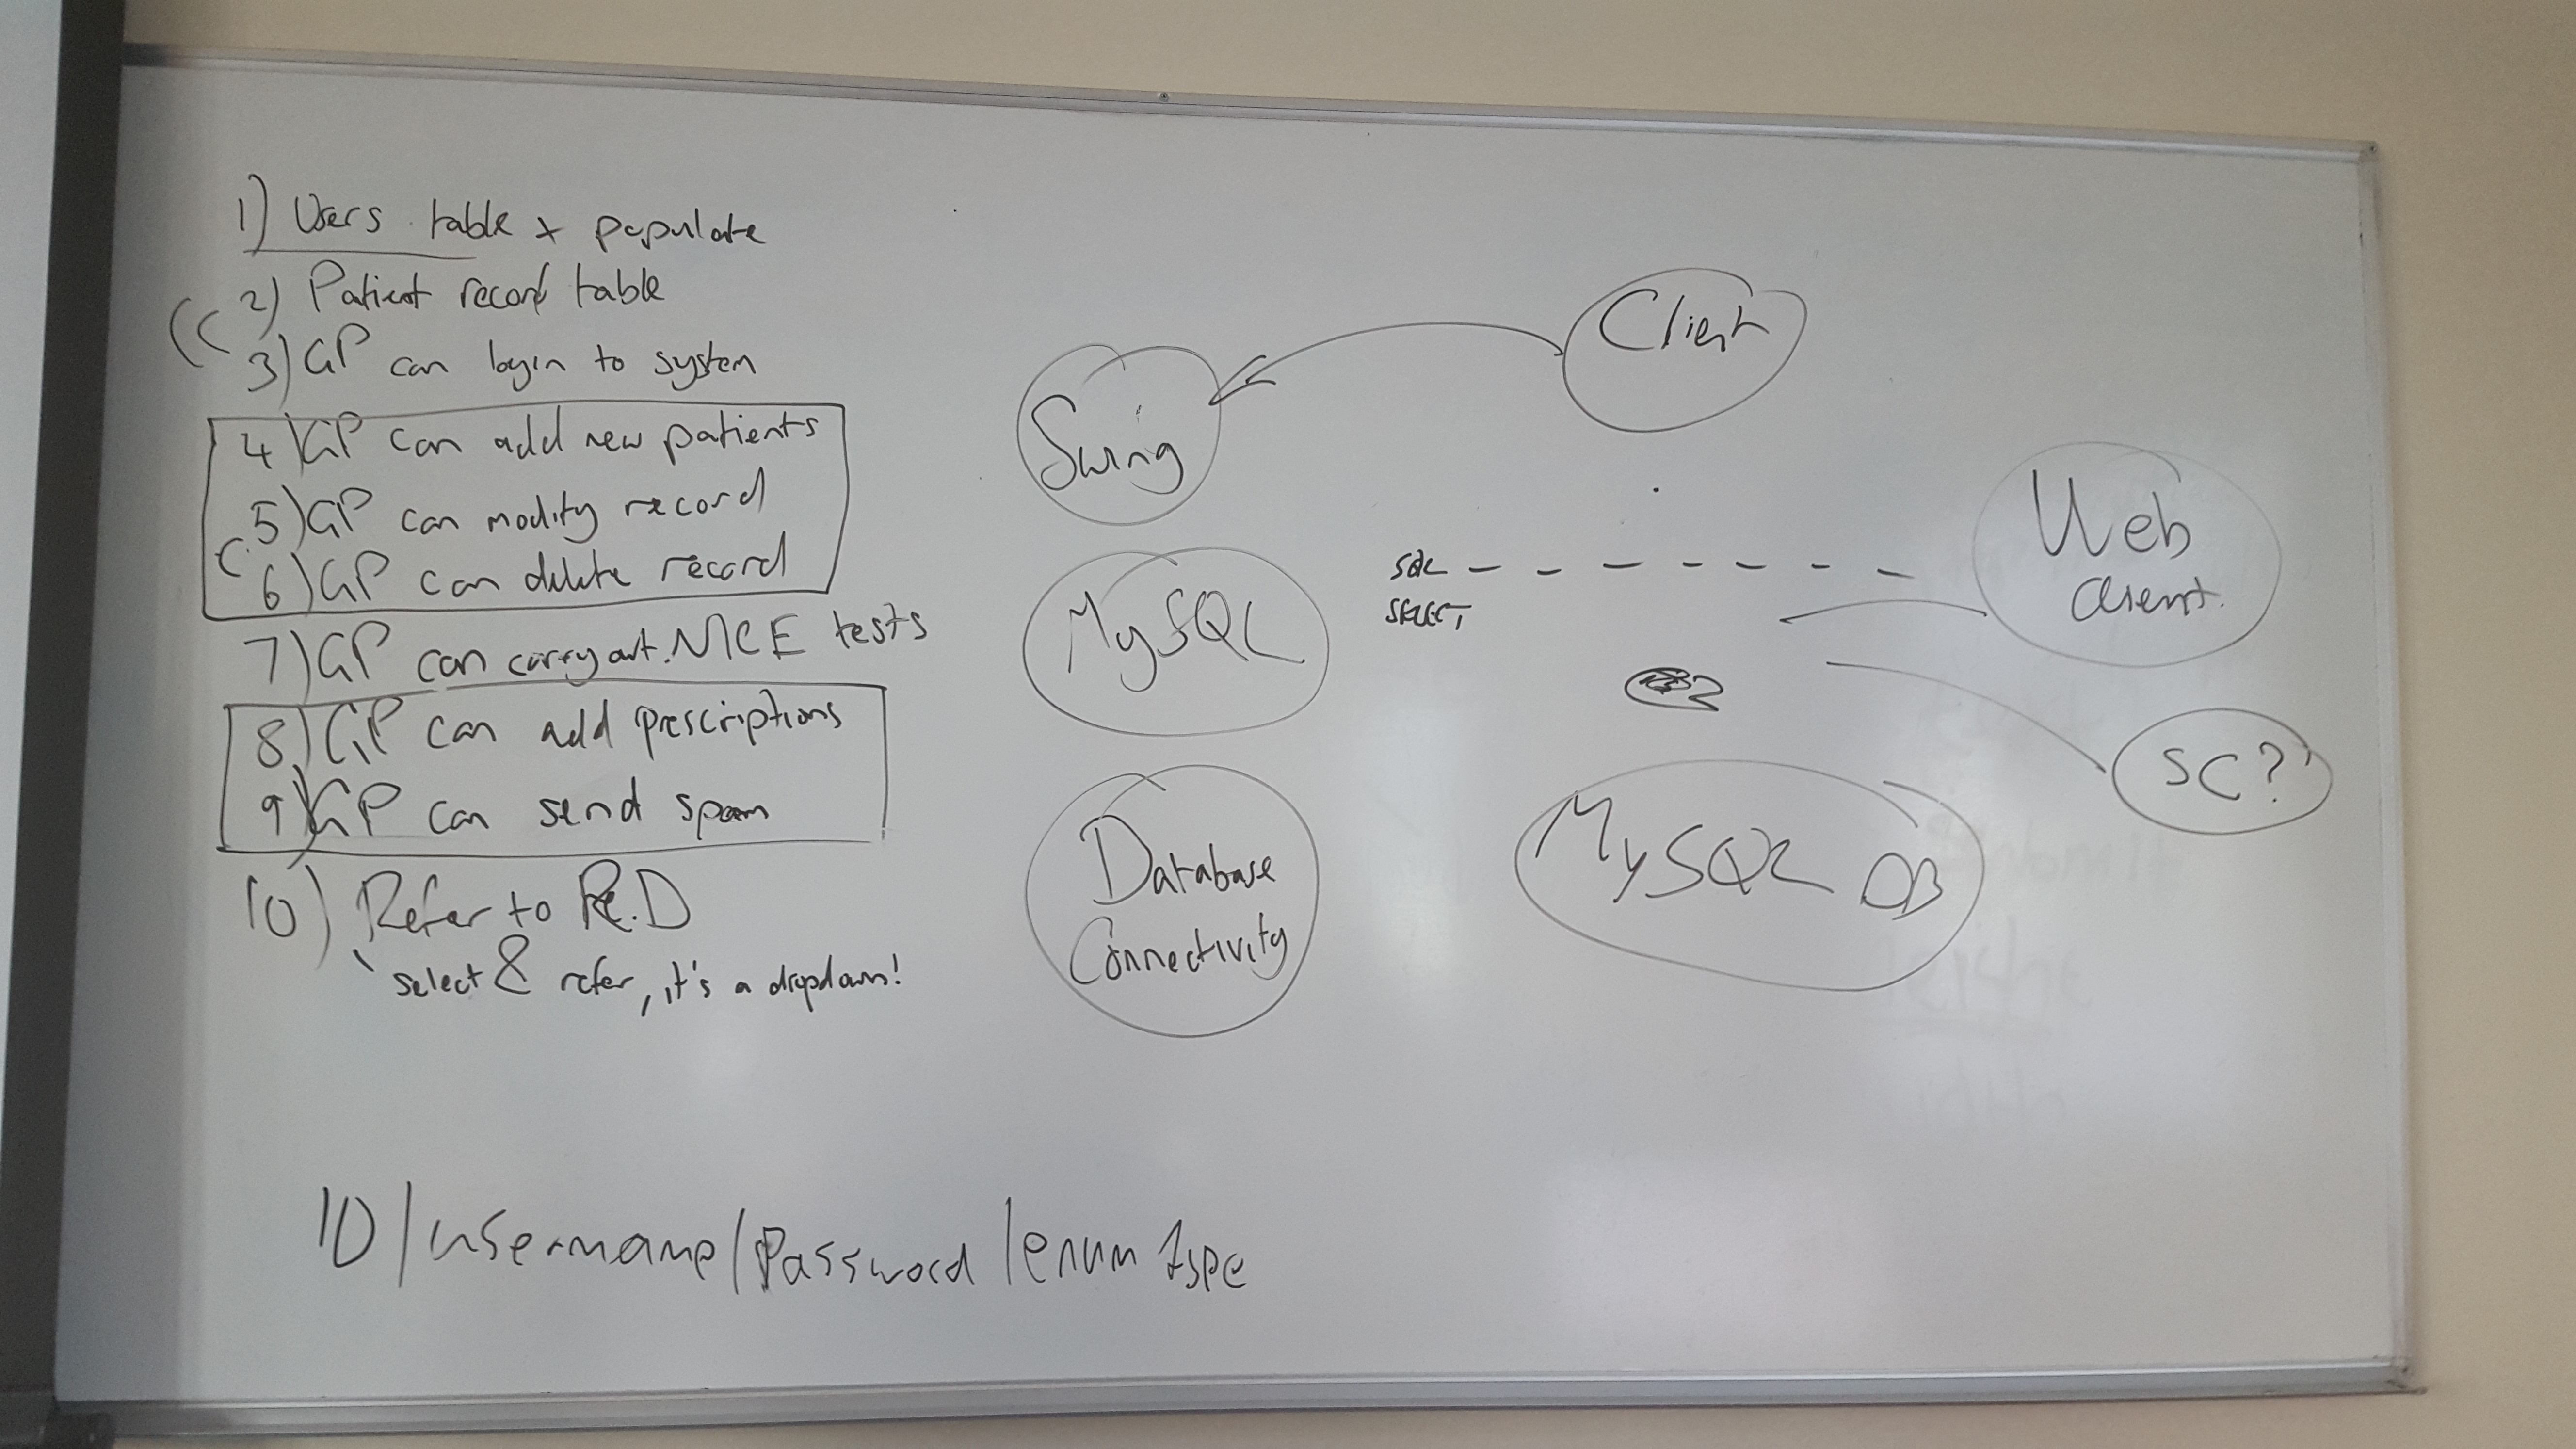 1) Users table + populate
2) Patient record table
3) GP can login to system
4) GP can add new patients
5) GP can modify record
6) GP can delete record
7) GP can carry out NICE tests
8) GP can add prescriptions
9) GP can send spam
10) Refer to R.D
select & refer, it's a dropdown!
Client
Swing
Web
client.
SQL
SELECT
MySQL
SC?
Database
Connectivity
MySQL DB
ID/username/Password/enum type